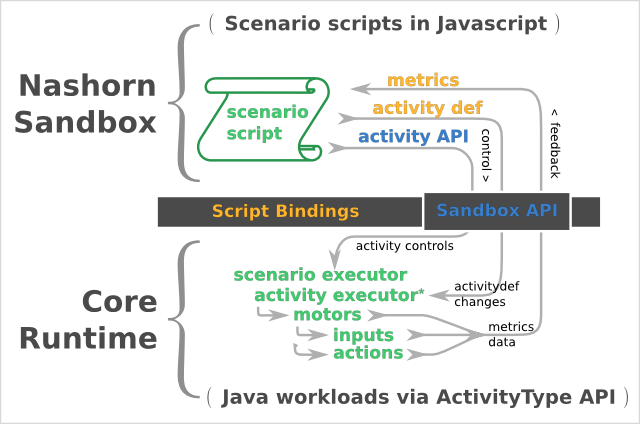 ( Scenario scripts in Javascript )
Nashorn
Sandbox
metrics
activity def
activity API
scenario
script
control >
< feedback
Script Bindings
Sandbox API
activity controls
scenario executor
activity executor*
activitydef
changes
motors
inputs
actions
metrics
data
Core
Runtime
( Java workloads via ActivityType API )